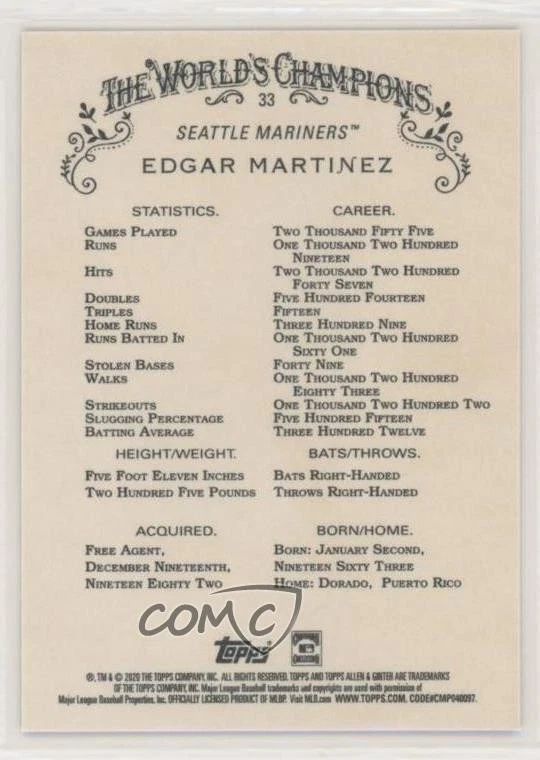 THE WORLD'S CHAMPIONS
33
SEATTLE MARINERS™
EDGAR MARTINEZ
STATISTICS. CAREER.
GAMES PLAYED TWO THOUSAND FIFTY FIVE
RUNS ONE THOUSAND TWO HUNDRED
NINETEEN
HITS TWO THOUSAND TWO HUNDRED
FORTY SEVEN
DOUBLES FIVE HUNDRED FOURTEEN
TRIPLES FIFTEEN
HOME RUNS THREE HUNDRED NINE
RUNS BATTED IN ONE THOUSAND TWO HUNDRED
SIXTY ONE
STOLEN BASES FORTY NINE
WALKS ONE THOUSAND TWO HUNDRED
EIGHTY THREE
STRIKEOUTS ONE THOUSAND TWO HUNDRED TWO
SLUGGING PERCENTAGE FIVE HUNDRED FIFTEEN
BATTING AVERAGE THREE HUNDRED TWELVE
HEIGHT/WEIGHT. BATS/THROWS.
FIVE FOOT ELEVEN INCHES BATS RIGHT-HANDED
TWO HUNDRED FIVE POUNDS THROWS RIGHT-HANDED
ACQUIRED. BORN/HOME.
FREE AGENT, BORN: JANUARY SECOND,
DECEMBER NINETEENTH, NINETEEN SIXTY THREE
NINETEEN EIGHTY TWO HOME: DORADO, PUERTO RICO
COMC
Topps
®, TM & © 2020 THE TOPPS COMPANY, INC. ALL RIGHTS RESERVED. TOPPS AND TOPPS ALLEN & GINTER ARE TRADEMARKS
OF THE TOPPS COMPANY, INC. Major League Baseball trademarks and copyrights are used with permission of
Major League Baseball Properties, Inc. OFFICIALLY LICENSED PRODUCT OF MLBP. Visit MLB.com WWW.TOPPS.COM. CODE#CMP040097.